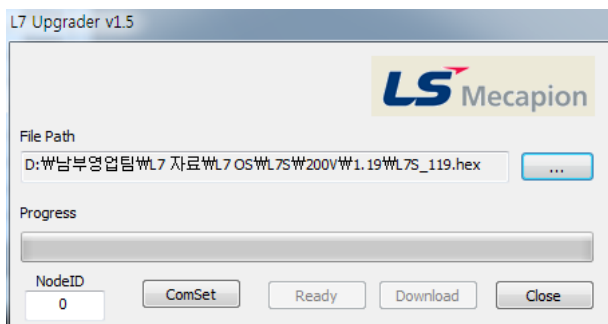 L7 Upgrader v1.5
LS Mecapion
File Path
D:₩남부영업팀₩L7 자료₩L7 OS₩L7S₩200V₩1.19₩L7S_119.hex
...
Progress
NodeID
0
ComSet
Ready
Download
Close